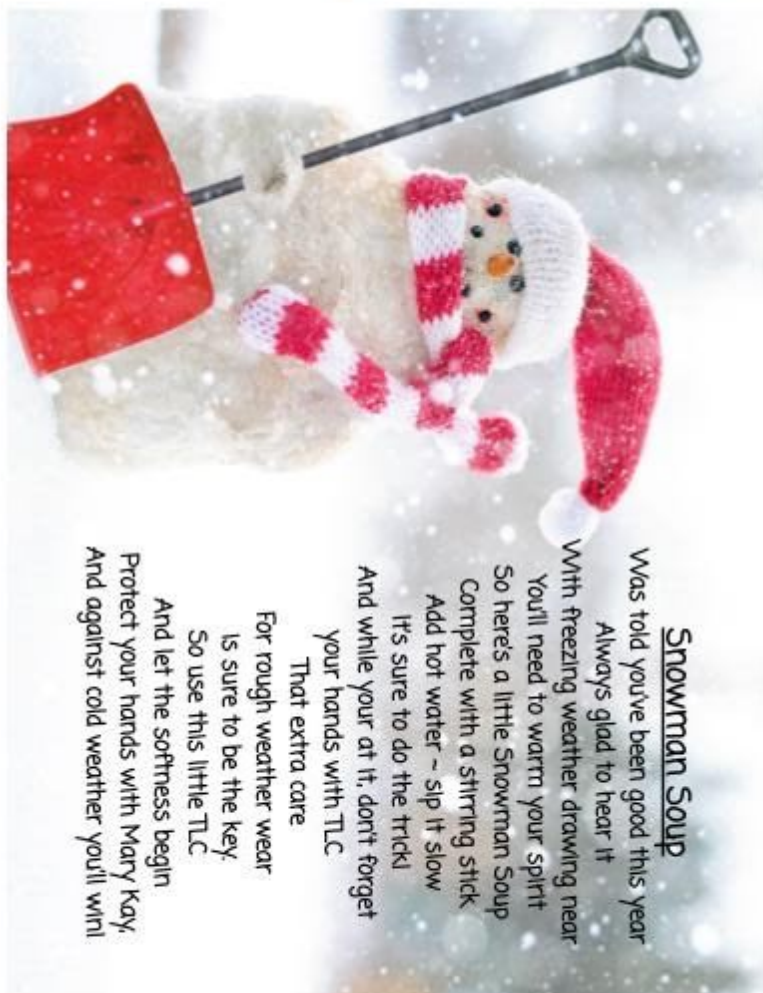 Snowman Soup
Was told you've been good this year
Always glad to hear it
With freezing weather drawing near
You'll need to warm your spirit
So here's a little Snowman Soup
Complete with a stirring stick
Add hot water ~ sip it slow
It's sure to do the trick!
And while your at it, don't forget
your hands with TLC
That extra care
For rough weather wear
Is sure to be the key.
So use this little TLC
And let the softness begin
Protect your hands with Mary Kay,
And against cold weather you'll win!